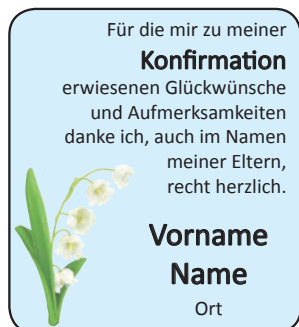 Für die mir zu meiner
Konfirmation
erwiesenen Glückwünsche
und Aufmerksamkeiten
danke ich, auch im Namen
meiner Eltern,
recht herzlich.
Vorname
Name
Ort